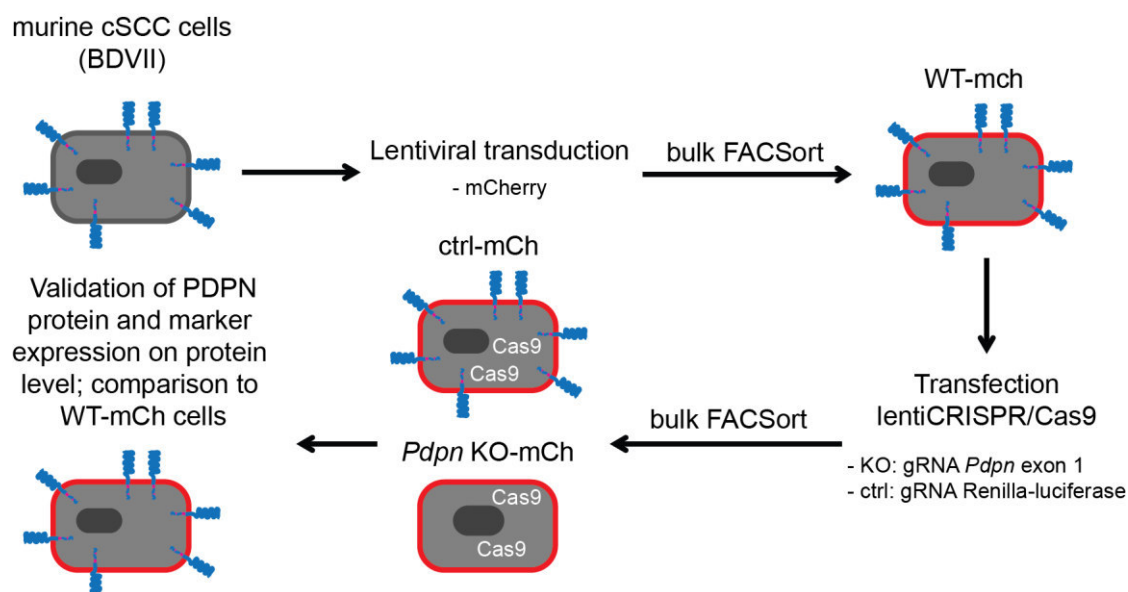 murine cSCC cells
(BDVII)
Lentiviral transduction
- mCherry
bulk FACSort
WT-mch
Transfection
lentiCRISPR/Cas9
- KO: gRNA Pdpn exon 1
- ctrl: gRNA Renilla-luciferase
bulk FACSort
ctrl-mCh
Cas9
Cas9
Pdpn KO-mCh
Cas9
Cas9
Validation of PDPN
protein and marker
expression on protein
level; comparison to
WT-mCh cells